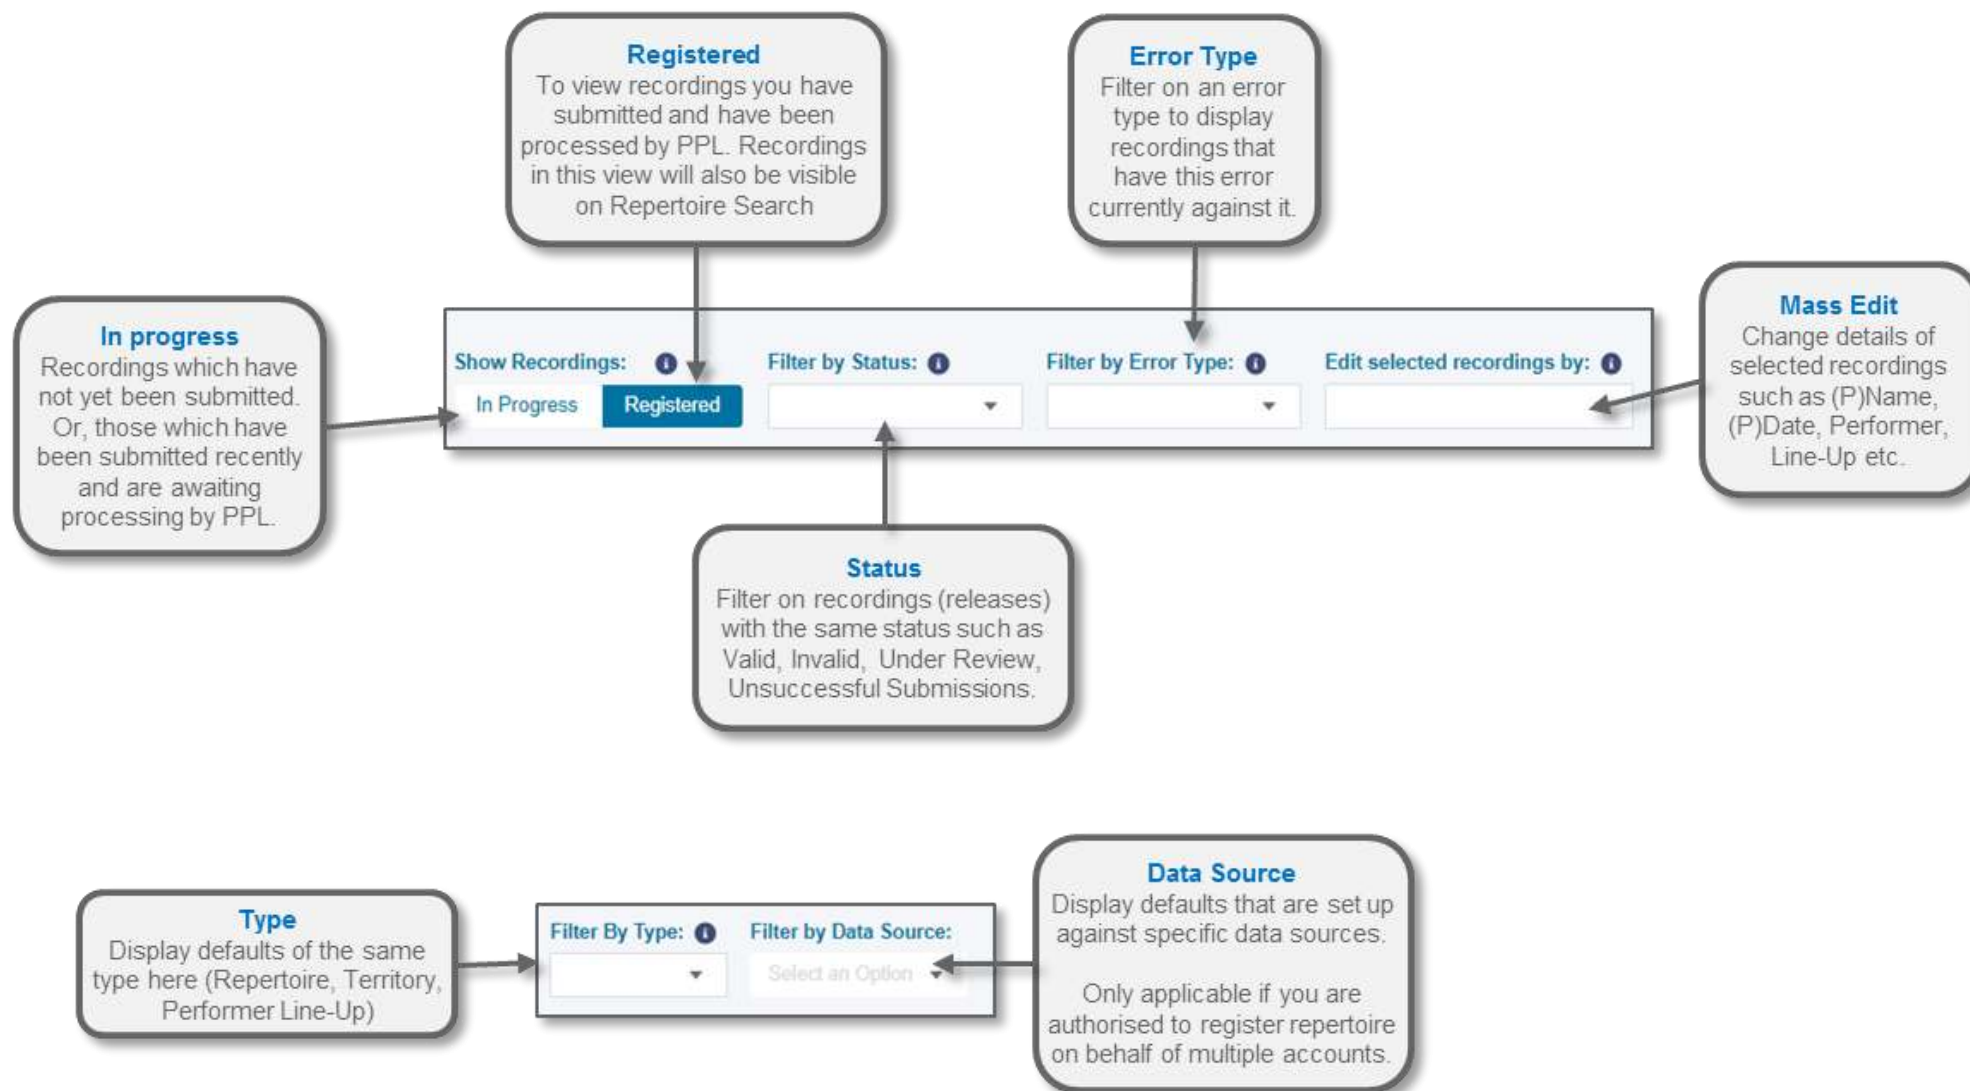 Registered
To view recordings you have
submitted and have been
processed by PPL. Recordings
in this view will also be visible
on Repertoire Search
Error Type
Filter on an error
type to display
recordings that
have this error
currently against it.
In progress
Recordings which have
not yet been submitted.
Or, those which have
been submitted recently
and are awaiting
processing by PPL.
Show Recordings:
In Progress Registered
Filter by Status:
Filter by Error Type:
Edit selected recordings by:
Mass Edit
Change details of
selected recordings
such as (P)Name,
(P)Date, Performer,
Line-Up etc.
Status
Filter on recordings (releases)
with the same status such as
Valid, Invalid, Under Review,
Unsuccessful Submissions.
Type
Display defaults of the same
type here (Repertoire, Territory,
Performer Line-Up)
Filter By Type:
Filter by Data Source:
Select an Option
Data Source
Display defaults that are set up
against specific data sources.
Only applicable if you are
authorised to register repertoire
on behalf of multiple accounts.